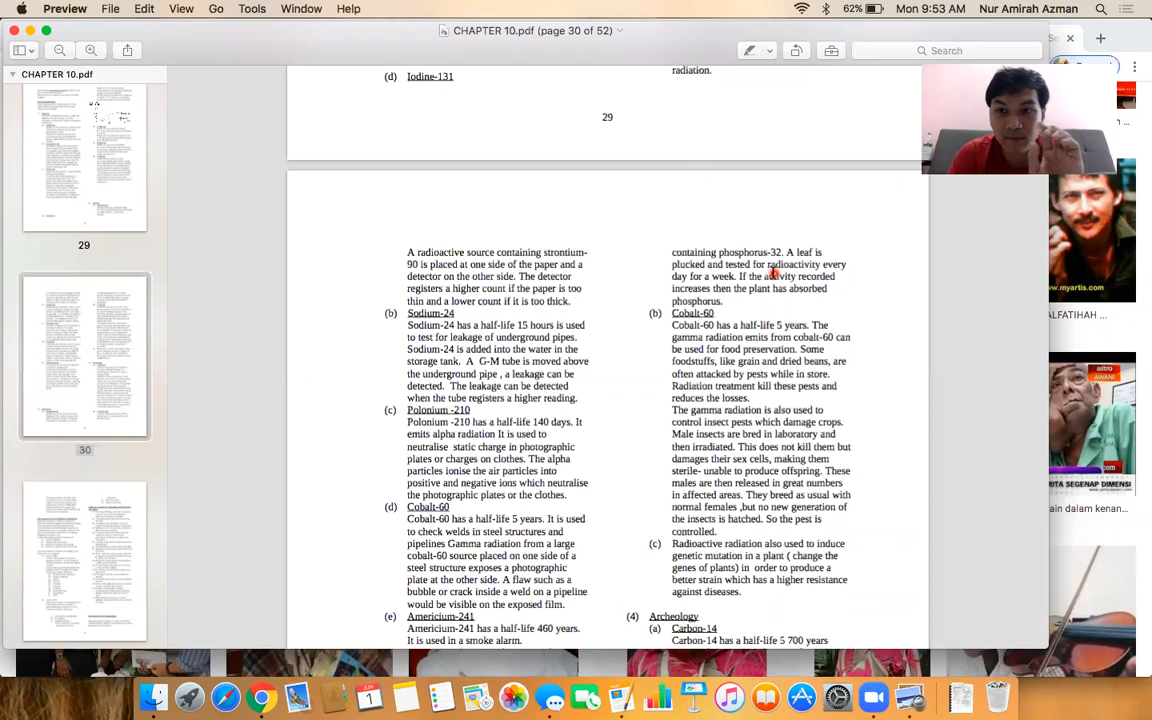 Preview File Edit View Go Tools Window Help
62% Mon 9:53 AM Nur Amirah Azman
CHAPTER 10.pdf (page 30 of 52)
Search
CHAPTER 10.pdf
29
30
(d) Iodine-131
radiation.
29
A radioactive source containing strontium-
90 is placed at one side of the paper and a
detector on the other side. The detector
registers a higher count if the paper is too
thin and a lower count if it is too thick.
(b) Sodium-24
Sodium-24 has a half-life 15 hours is used
to test for leakage of underground pipes.
Sodium-24 is added into the water in the
storage tank. A G-M tube is moved above
the underground pipe , a leakage can be
detected. The leakage can be detected
when the tube registers a higher reading.
(c) Polonium -210
Polonium -210 has a half-life 140 days. It
emits alpha radiation It is used to
neutralise static charge in photographic
plates or charges on clothes. The alpha
particles ionise the air particles into
positive and negative ions which neutralise
the photographic plates or the clothes.
(d) Cobalt-60
Cobalt-60 has a half-life 5 years. It is used
to check welds in steel structures and
pipelines Gamma radiation from a large
cobalt-60 source placed on one side of a
steel structure exposes a photographic
plate at the other side. A flaw such as a
bubble or crack inside a weld on a pipeline
would be visible on the exposed film.
(e) Americium-241
Americium-241 has a half-life 460 years.
It is used in a smoke alarm.
containing phosphorus-32. A leaf is
plucked and tested for radioactivity every
day for a week. If the activity recorded
increases then the plant has absorbed
phosphorus.
(b) Cobalt-60
Cobalt-60 has a half-life 5 years. The
gamma radiation emits from cobalt-60 can
be used for food preservation. Some
foodstuffs, like grain and dried beans, are
often attacked by pests while in store.
Radiation treatment kill these pests and
reduces the losses.
The gamma radiation is also used to
control insect pests which damage crops.
Male insects are bred in laboratory and
then irradiated. This does not kill them but
damages their sex cells, making them
sterile- unable to produce offspring. These
males are then released in great numbers
in affected areas. They breed as usual with
normal females ,but no new generation of
the insects is hatched. So the pest is
controlled.
(c) Radioactive radiation also used to induce
genetic mutation in a plant ( change the
genes of plants) in order to produce a
better strain which has a higher resistance
against diseases.
(4) Archeology
(a) Carbon-14
Carbon-14 has a half-life 5 700 years
www.myartis.com
ALFATIHAH ...
astro
AWANI
RITA SEGENAP DIMENSI
ain dalam kenan...
JUN
1